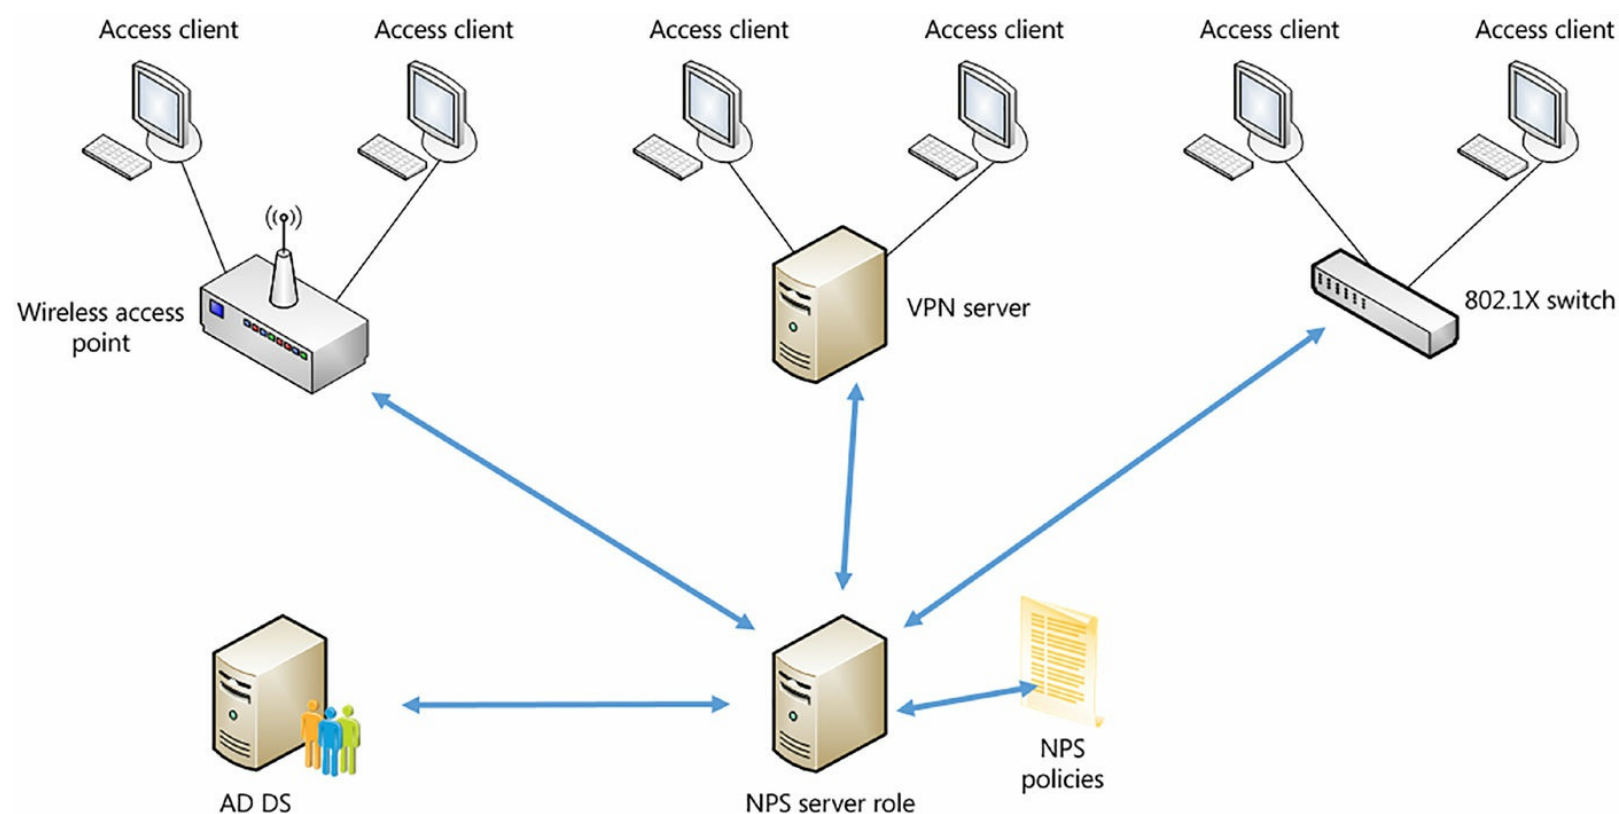 Access client
Access client
Access client
Access client
Access client
Access client
Wireless access
point
VPN server
802.1X switch
NPS
policies
AD DS
NPS server role